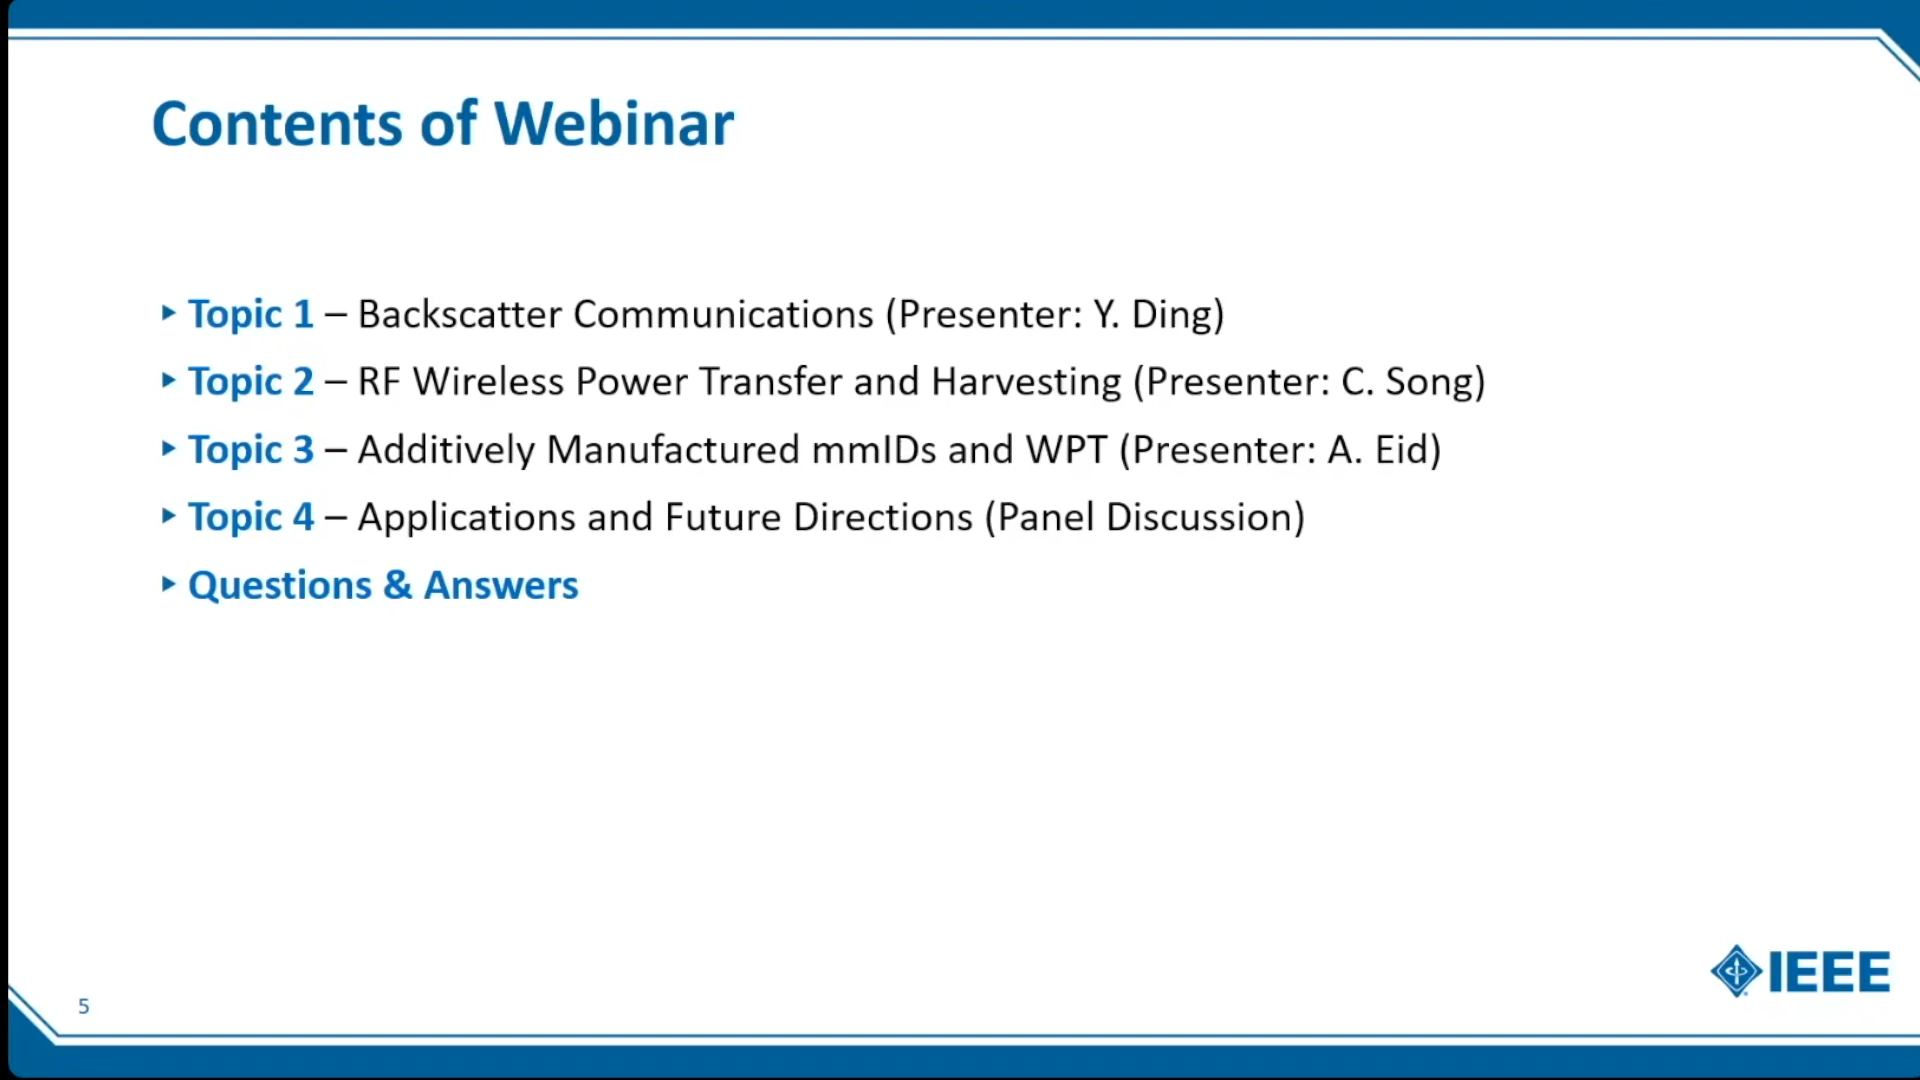 Contents of Webinar
Topic 1 – Backscatter Communications (Presenter: Y. Ding)
Topic 2 – RF Wireless Power Transfer and Harvesting (Presenter: C. Song)
Topic 3 – Additively Manufactured mmIDs and WPT (Presenter: A. Eid)
Topic 4 – Applications and Future Directions (Panel Discussion)
Questions & Answers
IEEE
5